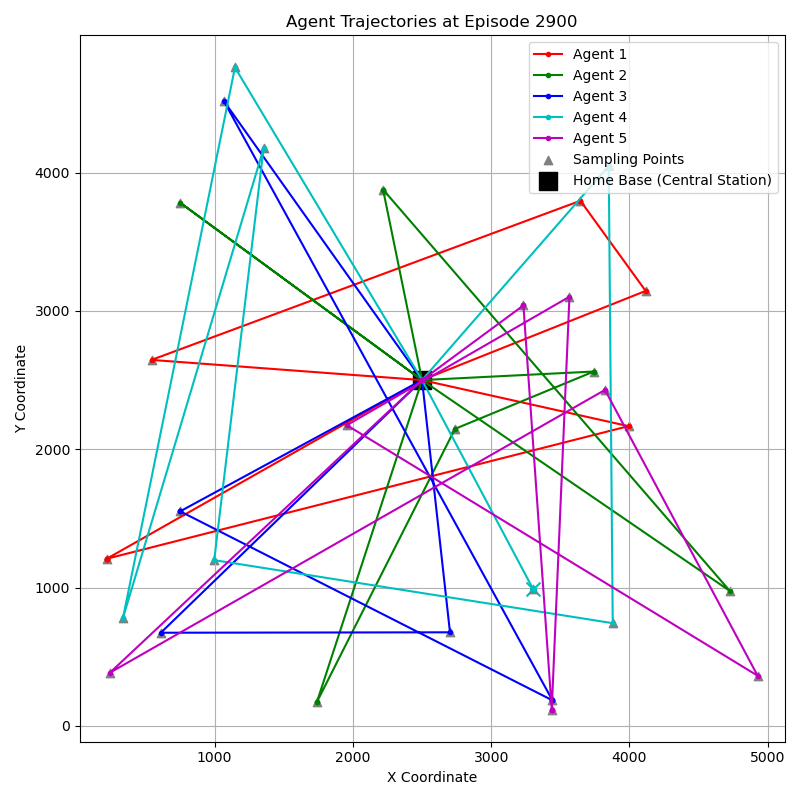 Agent Trajectories at Episode 2900
Agent 1
Agent 2
Agent 3
Agent 4
Agent 5
Sampling Points
Home Base (Central Station)
Y Coordinate
4000
3000
2000
1000
0
1000
2000
3000
4000
5000
X Coordinate